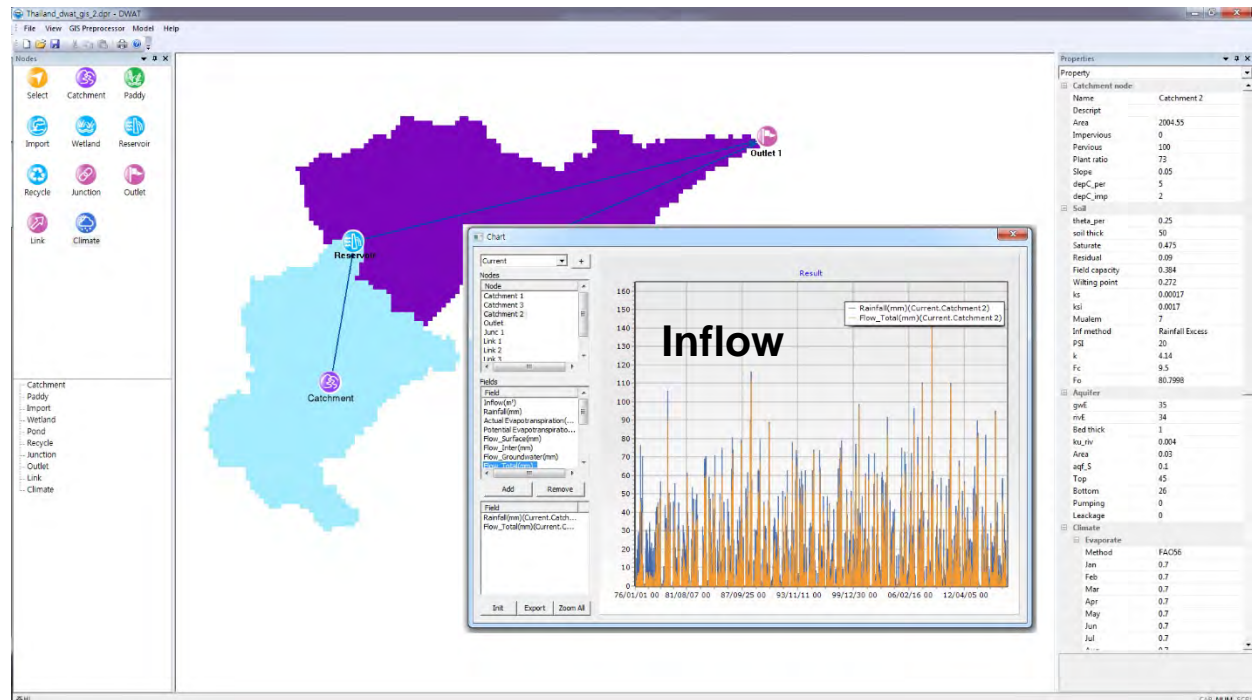 Thailand_dwat_gis_2.dpr - DWAT
File View GIS Preprocessor Model Help
Nodes
Select Catchment Paddy
Import Wetland Reservoir
Recycle Junction Outlet
Link Climate
Catchment
Paddy
Import
Wetland
Pond
Recycle
Junction
Outlet
Link
Climate
Outlet 1
Reservoir
Catchment
Chart
Current
+
Nodes
Node
Catchment 1
Catchment 3
Catchment 2
Outlet
Junc 1
Link 1
Link 2
Link 3
Fields
Field
Inflow(m³)
Rainfall(mm)
Actual Evapotranspiration(...
Potential Evapotranspiratio...
Flow_Surface(mm)
Flow_Inter(mm)
Flow_Groundwater(mm)
Flow_Total(mm)
Add Remove
Field
Rainfall(mm)(Current.Catch...
Flow_Total(mm)(Current.C...
Init Export Zoom All
Result
Rainfall(mm)(Current.Catchment 2)
Flow_Total(mm)(Current.Catchment 2)
Inflow
160
150
140
130
120
110
100
90
80
70
60
50
40
30
20
10
0
76/01/01 00 81/08/07 00 87/09/25 00 93/11/11 00 99/12/30 00 06/02/16 00 12/04/05 00
Properties
Property
Catchment node
Name Catchment 2
Descript
Area 2004.55
Impervious 0
Pervious 100
Plant ratio 73
Slope 0.05
depC_per 5
depC_imp 2
Soil
theta_per 0.25
soil thick 50
Saturate 0.475
Residual 0.09
Field capacity 0.384
Wilting point 0.272
ks 0.00017
ksi 0.0017
Mualem 7
Inf method Rainfall Excess
PSI 20
k 4.14
Fc 9.5
Fo 80.7998
Aquifer
gwE 35
rivE 34
Bed thick 1
ku_riv 0.004
Area 0.03
aqf_S 0.1
Top 45
Bottom 26
Pumping 0
Leackage 0
Climate
Evaporate
Method FAO56
Jan 0.7
Feb 0.7
Mar 0.7
Apr 0.7
May 0.7
Jun 0.7
Jul 0.7
CAP NUM SCRL